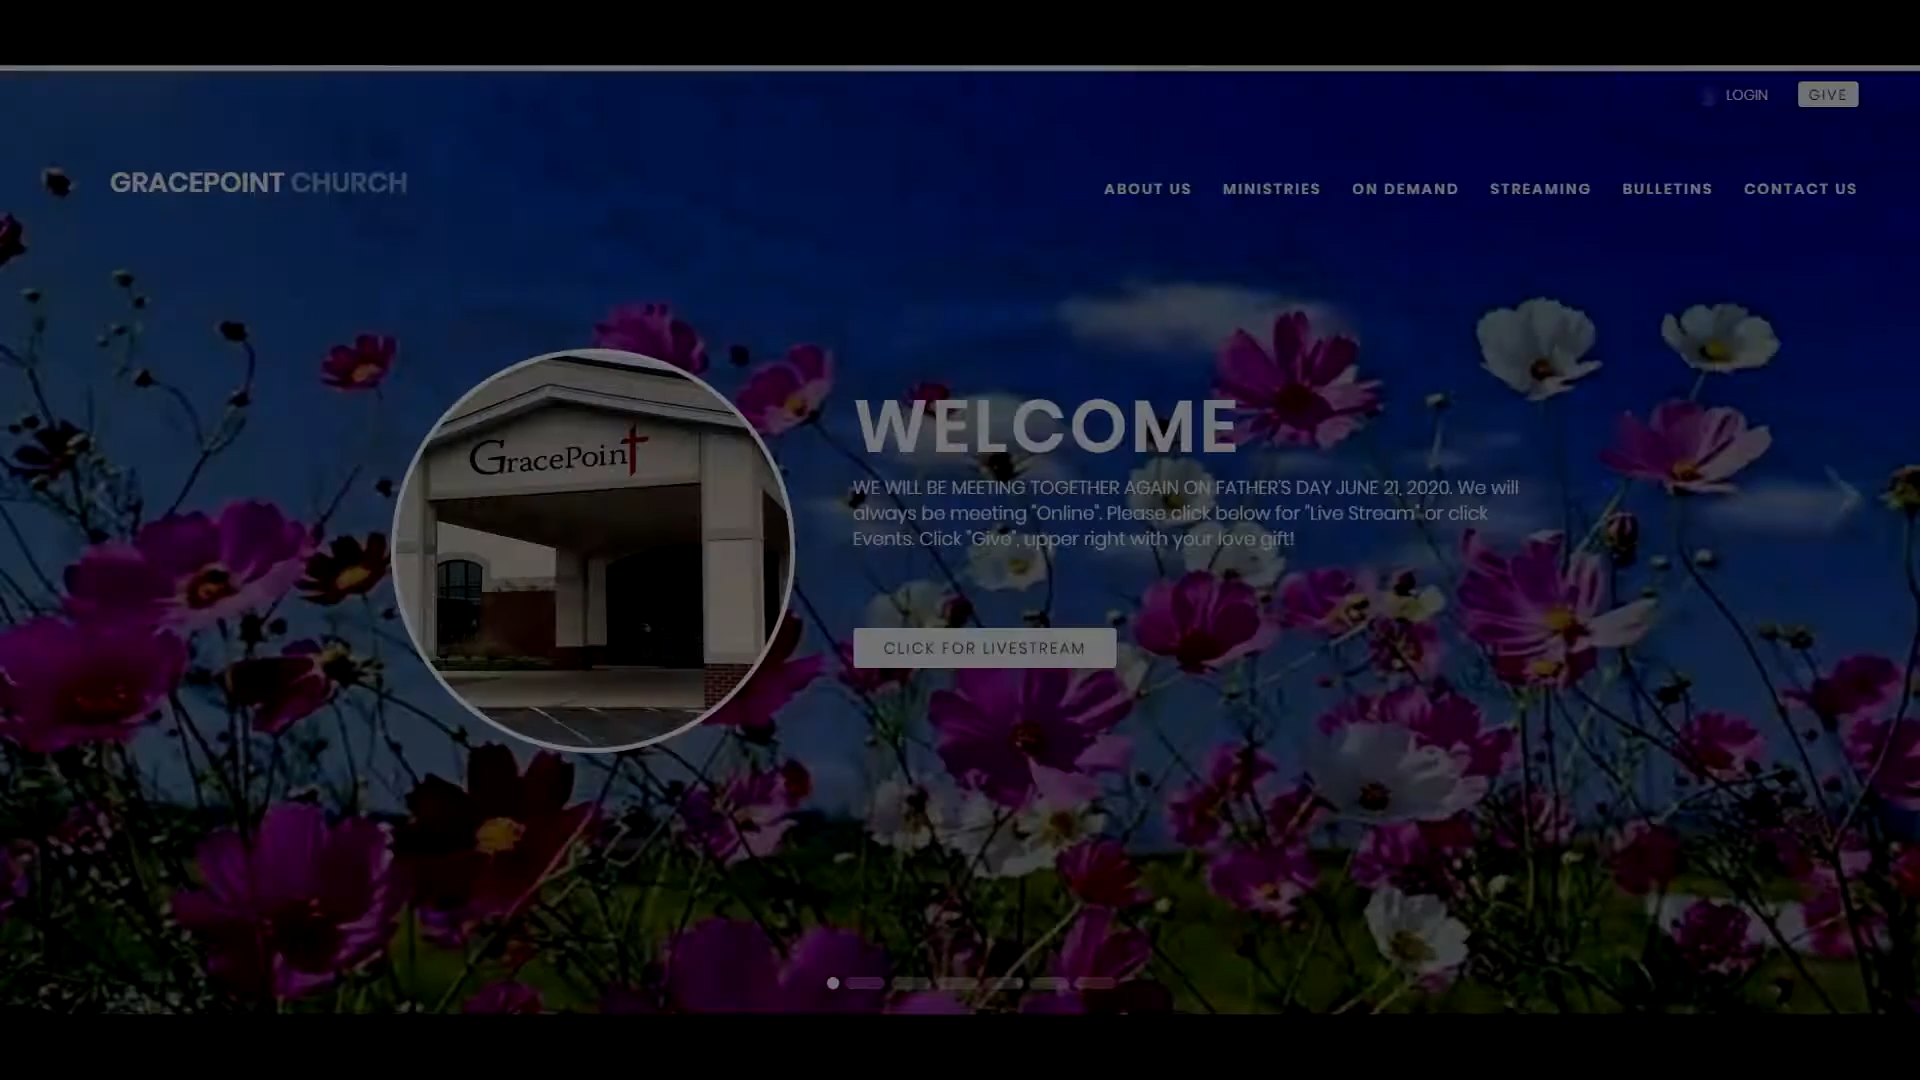 LOGIN
GIVE
GRACEPOINT CHURCH
ABOUT US
MINISTRIES
ON DEMAND
STREAMING
BULLETINS
CONTACT US
GracePoint
WELCOME
WE WILL BE MEETING TOGETHER AGAIN ON FATHER'S DAY JUNE 21, 2020. We will
always be meeting "Online". Please click below for "Live Stream" or click
Events. Click "Give", upper right with your love gift!
CLICK FOR LIVESTREAM